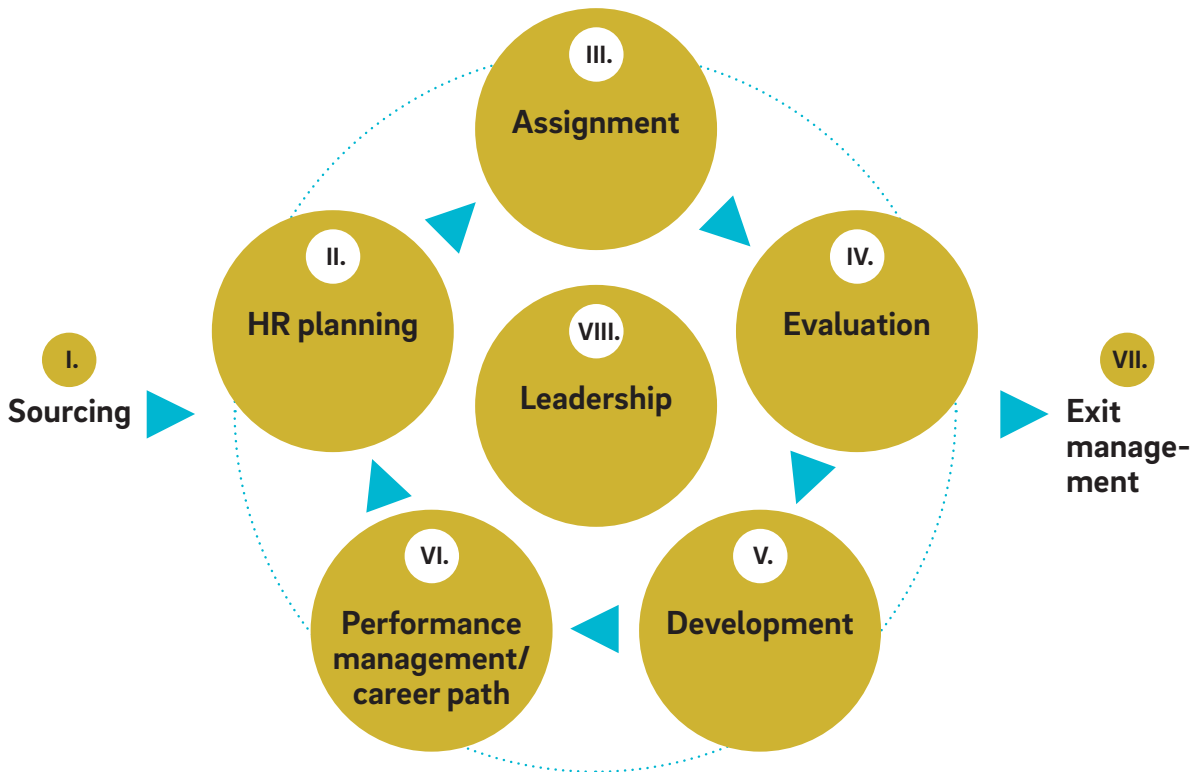 I.
Sourcing
II.
HR planning
III.
Assignment
IV.
Evaluation
V.
Development
VI.
Performance
management/
career path
VII.
Exit
manage-
ment
VIII.
Leadership